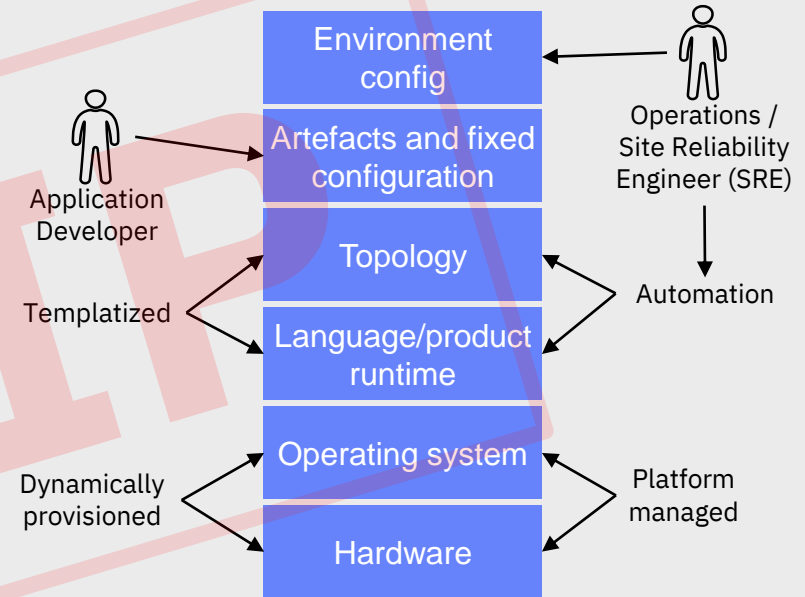 Environment
config
Operations /
Site Reliability
Engineer (SRE)
Artefacts and fixed
configuration
Application
Developer
Topology
Templatized
Automation
Language/product
runtime
Operating system
Dynamically
provisioned
Platform
managed
Hardware